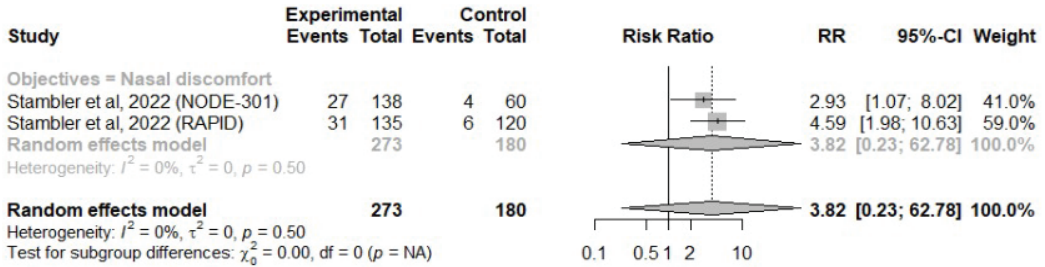 Experimental Control
Study Events Total Events Total Risk Ratio RR 95%-CI Weight
Objectives = Nasal discomfort
Stambler et al, 2022 (NODE-301) 27 138 4 60 2.93 [1.07; 8.02] 41.0%
Stambler et al, 2022 (RAPID) 31 135 6 120 4.59 [1.98; 10.63] 59.0%
Random effects model 273 180 3.82 [0.23; 62.78] 100.0%
Heterogeneity: I² = 0%, τ² = 0, p = 0.50
Random effects model 273 180 3.82 [0.23; 62.78] 100.0%
Heterogeneity: I² = 0%, τ² = 0, p = 0.50
Test for subgroup differences: χ²₀ = 0.00, df = 0 (p = NA)
0.1 0.5 1 2 10